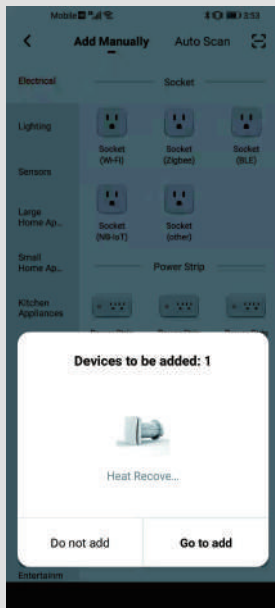 Mobile
3:53
Add Manually
Auto Scan
Electrical
Socket
Lighting
Socket
(Wi-Fi)
Socket
(Zigbee)
Socket
(BLE)
Sensors
Large
Home Ap...
Socket
(NB-IoT)
Socket
(other)
Small
Home Ap...
Power Strip
Kitchen
Appliances
Devices to be added: 1
Heat Recove...
Do not add
Go to add
Entertainm